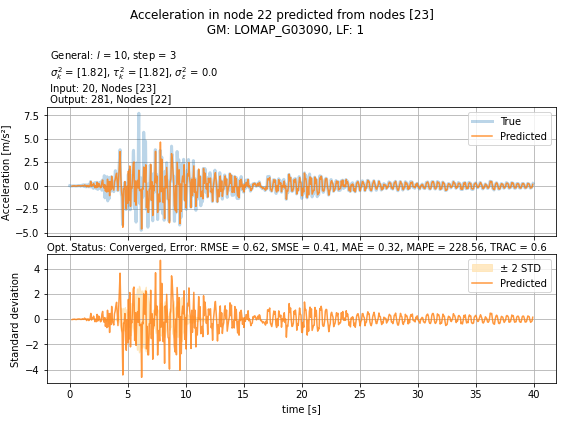 Acceleration in node 22 predicted from nodes [23]
GM: LOMAP_G03090, LF: 1
General: l = 10, step = 3
σ²ₖ = [1.82], τ²ₖ = [1.82], σ²ε = 0.0
Input: 20, Nodes [23]
Output: 281, Nodes [22]
Acceleration [m/s²]
7.5
5.0
2.5
0.0
−2.5
−5.0
True
Predicted
Opt. Status: Converged, Error: RMSE = 0.62, SMSE = 0.41, MAE = 0.32, MAPE = 228.56, TRAC = 0.6
Standard deviation
4
2
0
−2
−4
± 2 STD
Predicted
0 5 10 15 20 25 30 35 40
time [s]